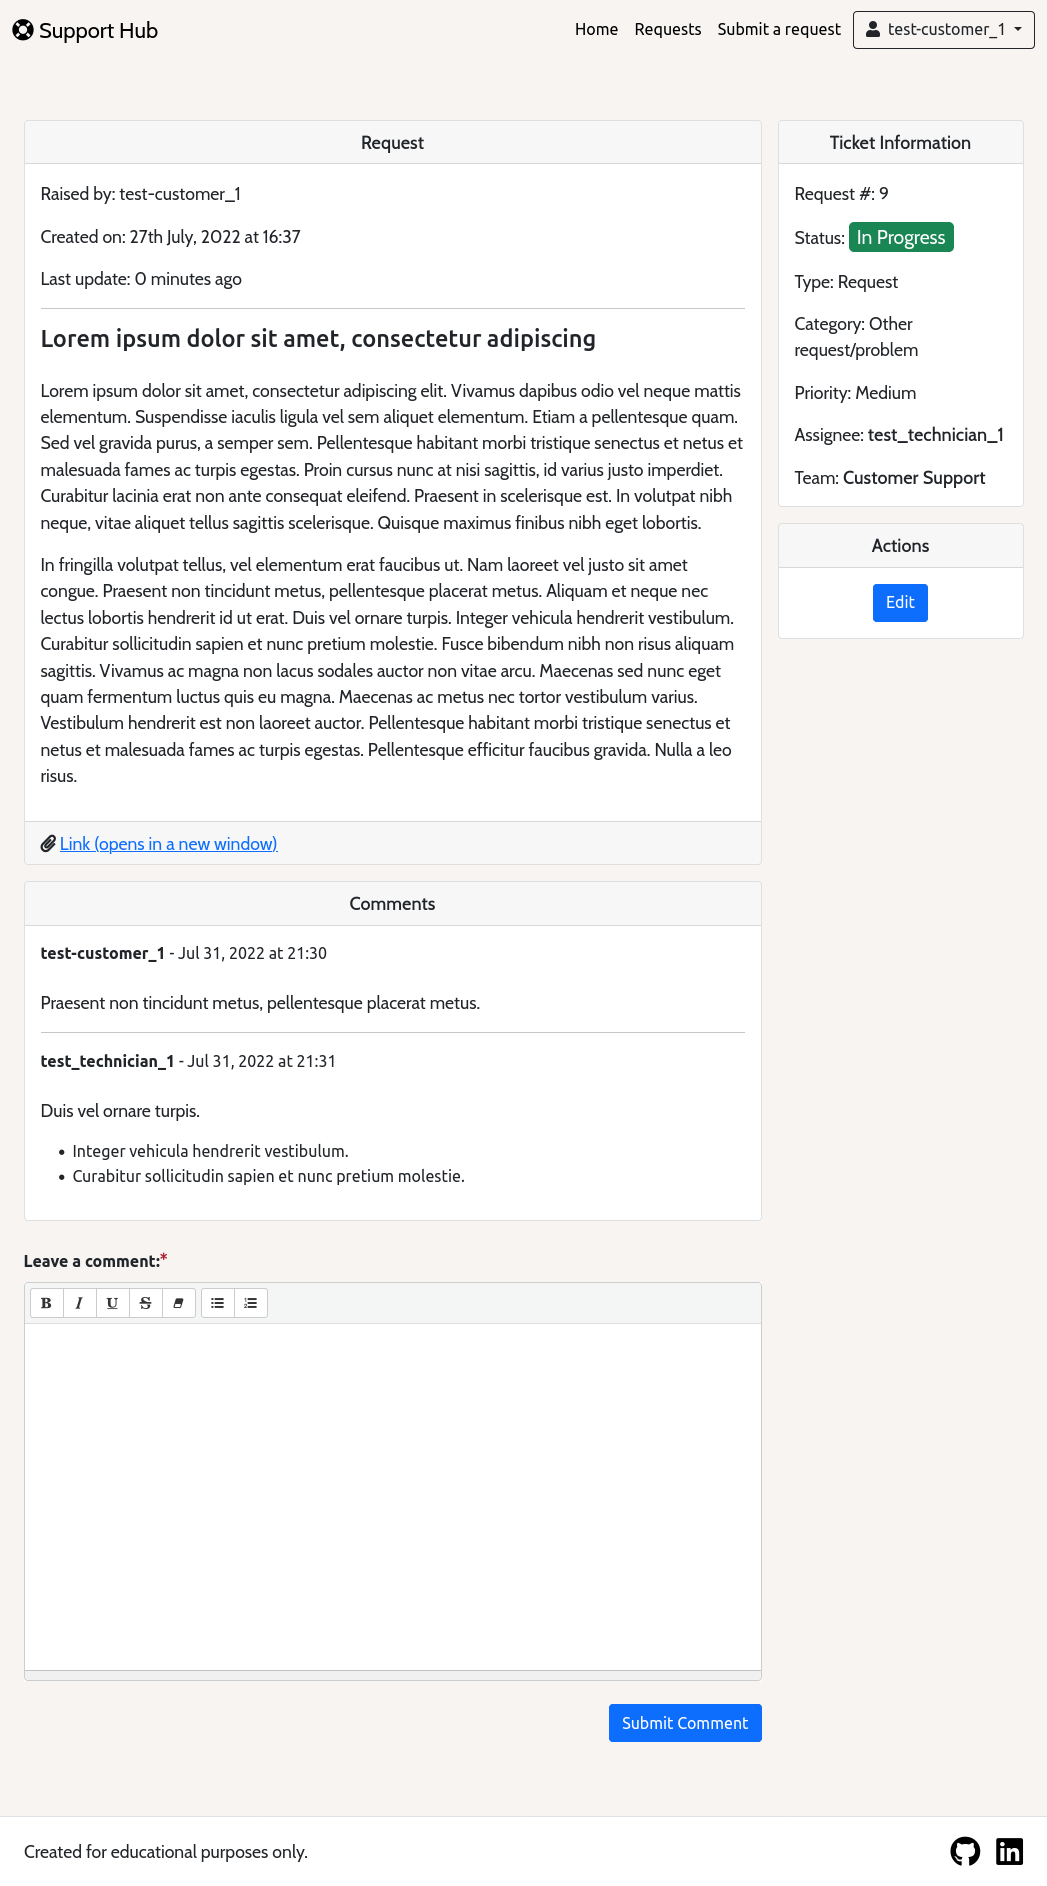 Support Hub
Home Requests Submit a request test-customer_1
Request
Raised by: test-customer_1
Created on: 27th July, 2022 at 16:37
Last update: 0 minutes ago
Lorem ipsum dolor sit amet, consectetur adipiscing
Lorem ipsum dolor sit amet, consectetur adipiscing elit. Vivamus dapibus odio vel neque mattis
elementum. Suspendisse iaculis ligula vel sem aliquet elementum. Etiam a pellentesque quam.
Sed vel gravida purus, a semper sem. Pellentesque habitant morbi tristique senectus et netus et
malesuada fames ac turpis egestas. Proin cursus nunc at nisi sagittis, id varius justo imperdiet.
Curabitur lacinia erat non ante consequat eleifend. Praesent in scelerisque est. In volutpat nibh
neque, vitae aliquet tellus sagittis scelerisque. Quisque maximus finibus nibh eget lobortis.
In fringilla volutpat tellus, vel elementum erat faucibus ut. Nam laoreet vel justo sit amet
congue. Praesent non tincidunt metus, pellentesque placerat metus. Aliquam et neque nec
lectus lobortis hendrerit id ut erat. Duis vel ornare turpis. Integer vehicula hendrerit vestibulum.
Curabitur sollicitudin sapien et nunc pretium molestie. Fusce bibendum nibh non risus aliquam
sagittis. Vivamus ac magna non lacus sodales auctor non vitae arcu. Maecenas sed nunc eget
quam fermentum luctus quis eu magna. Maecenas ac metus nec tortor vestibulum varius.
Vestibulum hendrerit est non laoreet auctor. Pellentesque habitant morbi tristique senectus et
netus et malesuada fames ac turpis egestas. Pellentesque efficitur faucibus gravida. Nulla a leo
risus.
Link (opens in a new window)
Ticket Information
Request #: 9
Status: In Progress
Type: Request
Category: Other
request/problem
Priority: Medium
Assignee: test_technician_1
Team: Customer Support
Actions
Edit
Comments
test-customer_1 - Jul 31, 2022 at 21:30
Praesent non tincidunt metus, pellentesque placerat metus.
test_technician_1 - Jul 31, 2022 at 21:31
Duis vel ornare turpis.
• Integer vehicula hendrerit vestibulum.
• Curabitur sollicitudin sapien et nunc pretium molestie.
Leave a comment:*
B I U S
Submit Comment
Created for educational purposes only.
in